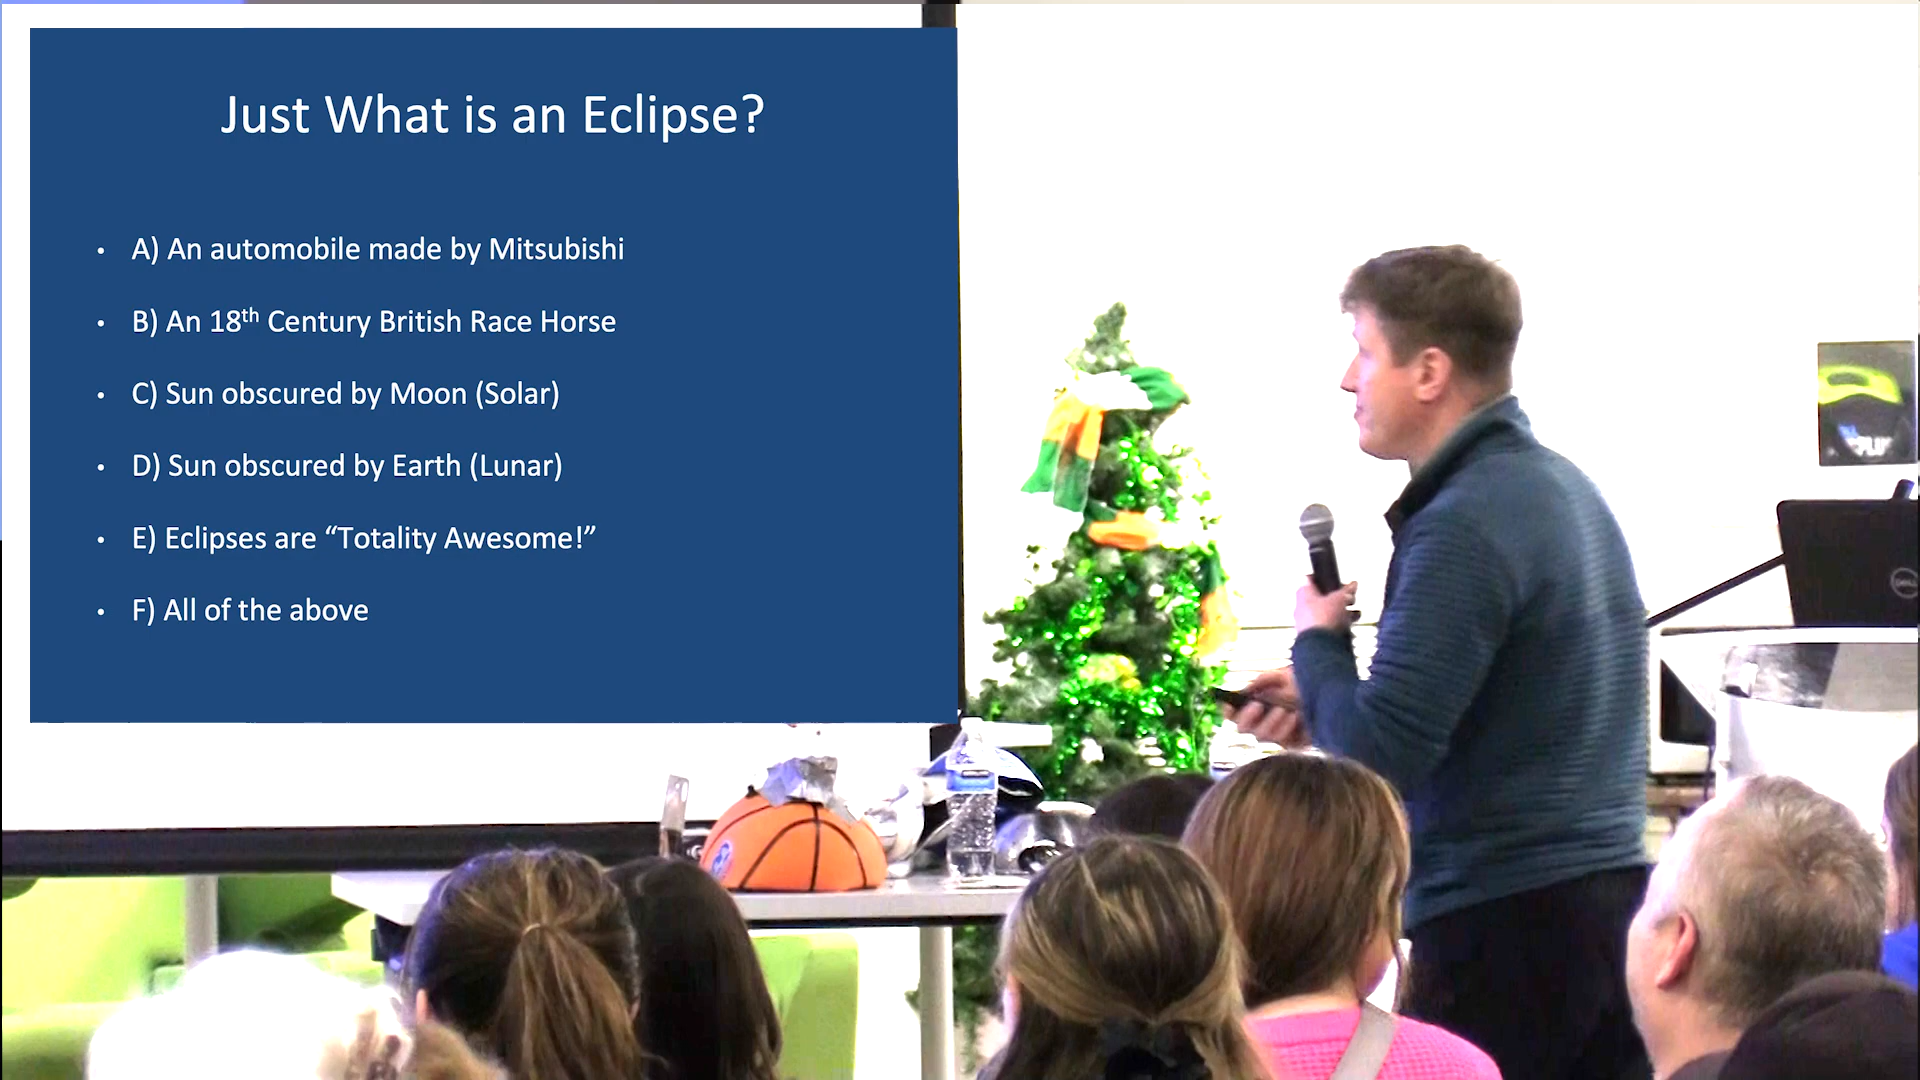 Just What is an Eclipse?
• A) An automobile made by Mitsubishi
• B) An 18th Century British Race Horse
• C) Sun obscured by Moon (Solar)
• D) Sun obscured by Earth (Lunar)
• E) Eclipses are “Totality Awesome!”
• F) All of the above
DELL